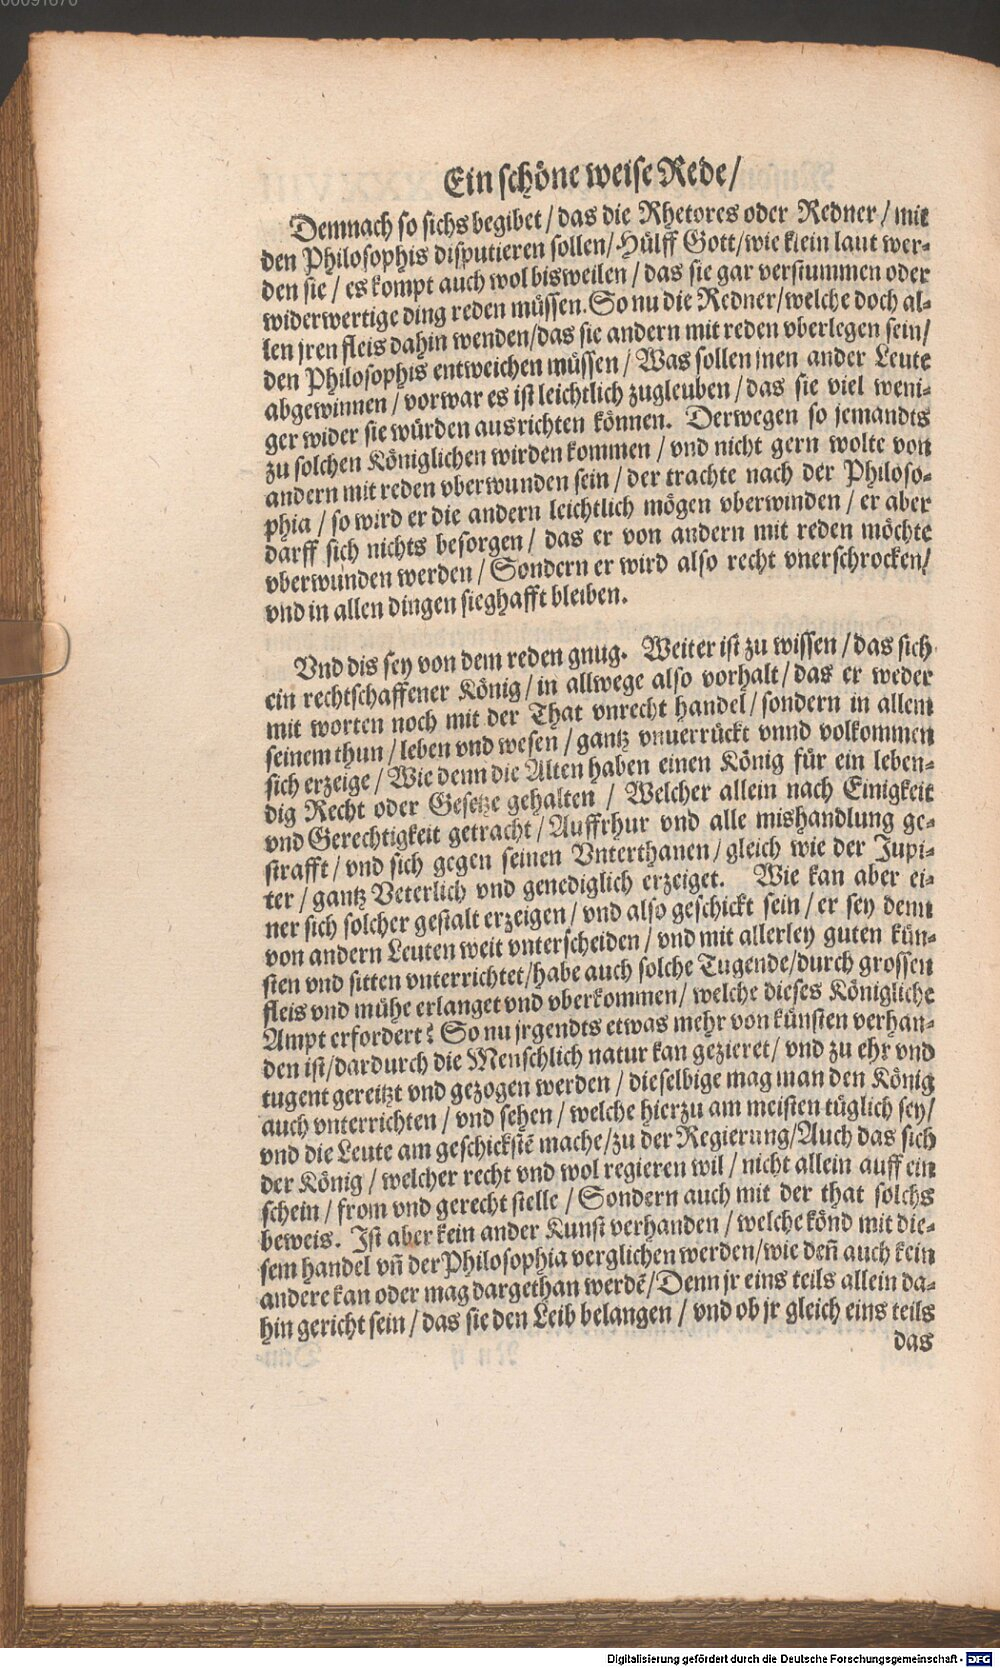 00091676
Ein schöne weise Rede/
Demnach so sichs begibet / das die Rhetores oder Redner / mit
den Philosophis disputieren sollen/ Hülff Gott/wie klein laut wer-
den sie / es kompt auch wol bisweilen / das sie gar verstummen oder
widerwertige ding reden müssen. So nu die Redner/welche doch al-
len jren fleis dahin wenden/das sie andern mit reden vberlegen sein/
den Philosophis entweichen müssen / Was sollen jnen ander Leute
abgewinnen / vorwar es ist leichtlich zugleuben / das sie viel weni-
ger wider sie würden ausrichten können. Derwegen so jemandts
zu solchen Königlichen wirden kommen / vnd nicht gern wolte von
andern mit reden vberwunden sein / der trachte nach der Philoso-
phia / so wird er die andern leichtlich mögen vberwinden / er aber
darff sich nichts besorgen / das er von andern mit reden möchte
vberwunden werden / Sondern er wird also recht vnerschrocken/
vnd in allen dingen sieghafft bleiben.
Vnd dis sey von dem reden gnug. Weiter ist zu wissen / das sich
ein rechtschaffener König / in allwege also vorhalt / das er weder
mit worten noch mit der That vnrecht handel / sondern in allem
seinem thun / leben vnd wesen / gantz vnuerrückt vnnd volkommen
sich erzeige / Wie denn die Alten haben einen König für ein leben-
dig Recht oder Gesetze gehalten / Welcher allein nach Einigkeit
vnd Gerechtigkeit getracht / Auffrhur vnd alle mishandlung ge-
strafft / vnd sich gegen seinen Vnterthanen / gleich wie der Jupi-
ter / gantz Veterlich vnd genediglich erzeiget. Wie kan aber ei-
ner sich solcher gestalt erzeigen / vnd also geschickt sein / er sey denn
von andern Leuten weit vnterscheiden / vnd mit allerley guten kün-
sten vnd sitten vnterrichtet/habe auch solche Tugende/durch grossen
fleis vnd mühe erlanget vnd vberkommen/ welche dieses Königliche
Ampt erfordert? So nu jrgendts etwas mehr von künsten verhan-
den ist/dardurch die Menschlich natur kan gezieret/ vnd zu ehr vnd
tugent gereitzt vnd gezogen werden / dieselbige mag man den König
auch vnterrichten / vnd sehen / welche hierzu am meisten tüglich sey/
vnd die Leute am geschickstē mache/zu der Regierung/Auch das sich
der König / welcher recht vnd wol regieren wil / nicht allein auff ein
schein / from vnd gerecht stelle / Sondern auch mit der that solchs
beweis. Ist aber kein ander Kunst verhanden / welche könd mit die-
sem handel vñ der Philosophia verglichen werden/wie deñ auch kein
andere kan oder mag dargethan werdē/Denn jr eins teils allein da-
hin gericht sein / das sie den Leib belangen / vnd ob jr gleich eins teils
das
Digitalisierung gefördert durch die Deutsche Forschungsgemeinschaft - DFG